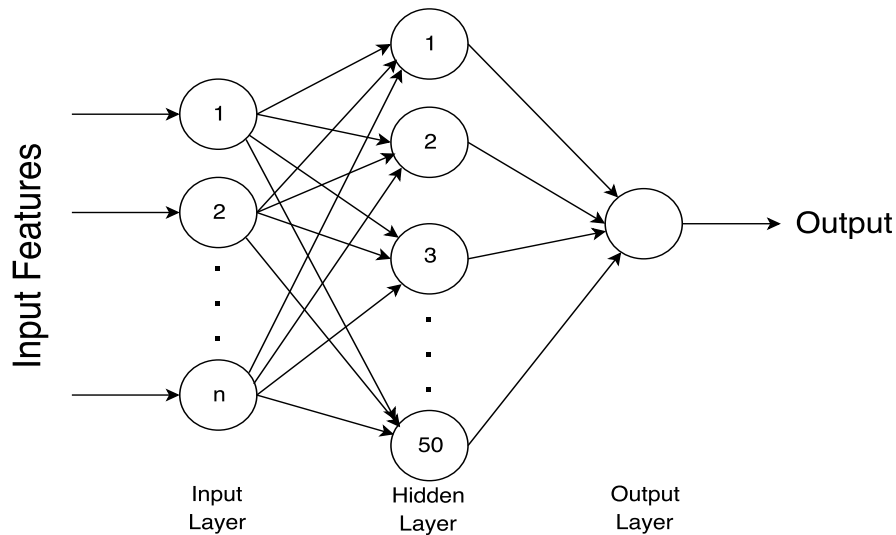 Input Features
1
2
n
1
2
3
50
Output
Input
Layer
Hidden
Layer
Output
Layer